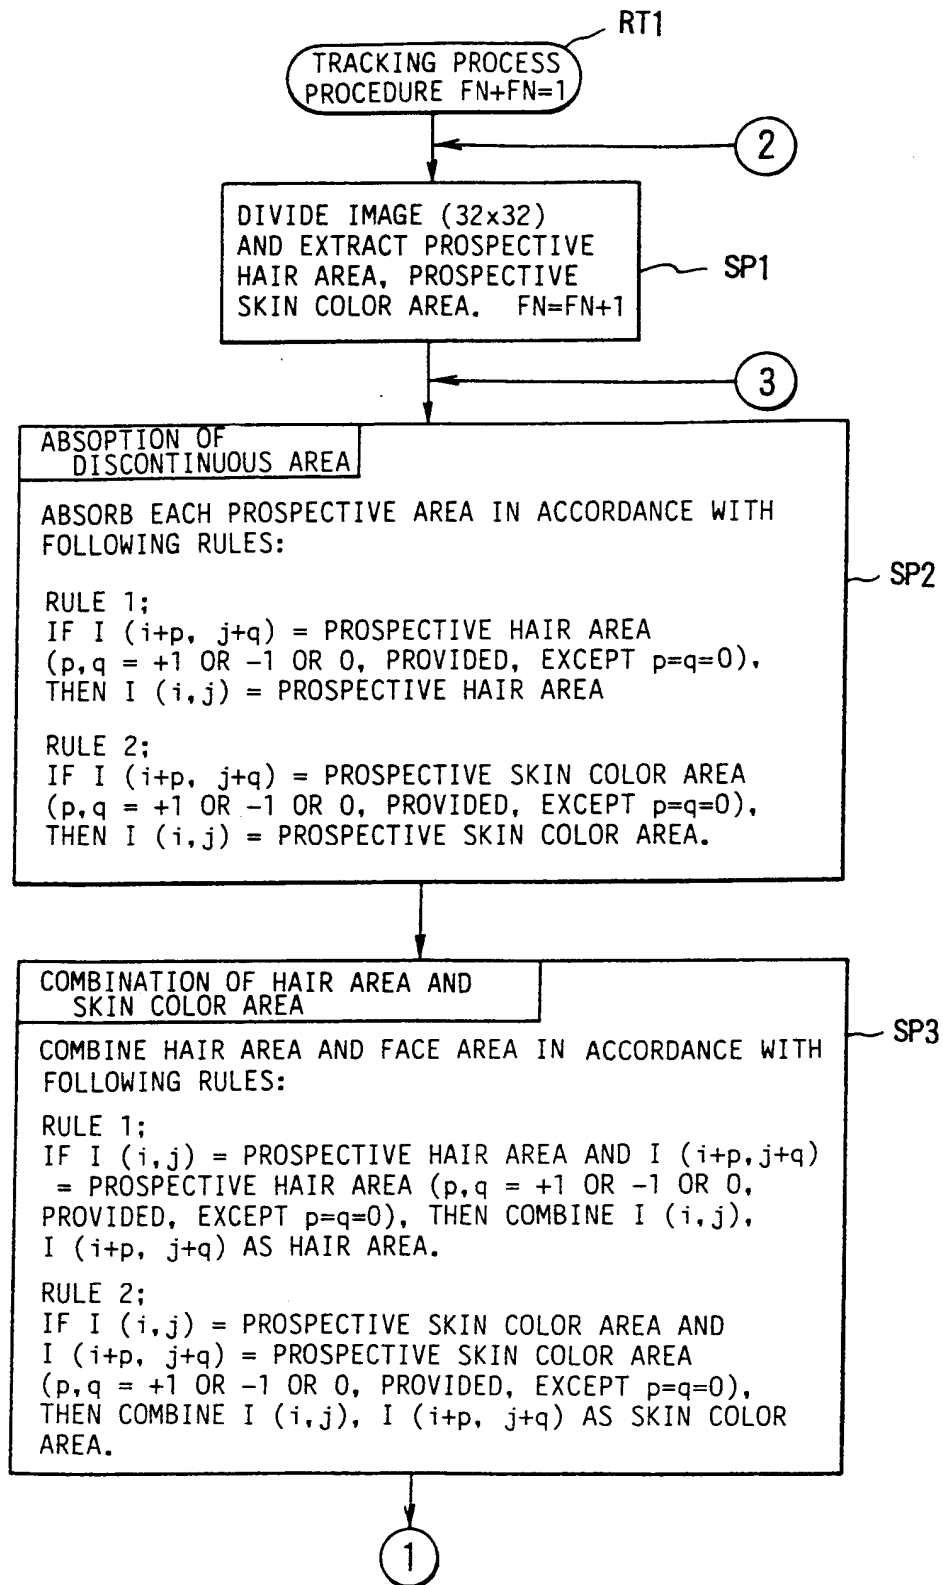 RT1
TRACKING PROCESS
PROCEDURE FN+FN=1
2
DIVIDE IMAGE (32x32)
AND EXTRACT PROSPECTIVE
HAIR AREA, PROSPECTIVE
SKIN COLOR AREA. FN=FN+1
SP1
3
ABSOPTION OF
DISCONTINUOUS AREA
ABSORB EACH PROSPECTIVE AREA IN ACCORDANCE WITH
FOLLOWING RULES:
SP2
RULE 1;
IF I (i+p, j+q) = PROSPECTIVE HAIR AREA
(p,q = +1 OR -1 OR 0, PROVIDED, EXCEPT p=q=0),
THEN I (i,j) = PROSPECTIVE HAIR AREA
RULE 2;
IF I (i+p, j+q) = PROSPECTIVE SKIN COLOR AREA
(p,q = +1 OR -1 OR 0, PROVIDED, EXCEPT p=q=0),
THEN I (i,j) = PROSPECTIVE SKIN COLOR AREA.
COMBINATION OF HAIR AREA AND
SKIN COLOR AREA
SP3
COMBINE HAIR AREA AND FACE AREA IN ACCORDANCE WITH
FOLLOWING RULES:
RULE 1;
IF I (i,j) = PROSPECTIVE HAIR AREA AND I (i+p,j+q)
= PROSPECTIVE HAIR AREA (p,q = +1 OR -1 OR 0,
PROVIDED, EXCEPT p=q=0), THEN COMBINE I (i,j),
I (i+p, j+q) AS HAIR AREA.
RULE 2;
IF I (i,j) = PROSPECTIVE SKIN COLOR AREA AND
I (i+p, j+q) = PROSPECTIVE SKIN COLOR AREA
(p,q = +1 OR -1 OR 0, PROVIDED, EXCEPT p=q=0),
THEN COMBINE I (i,j), I (i+p, j+q) AS SKIN COLOR
AREA.
1